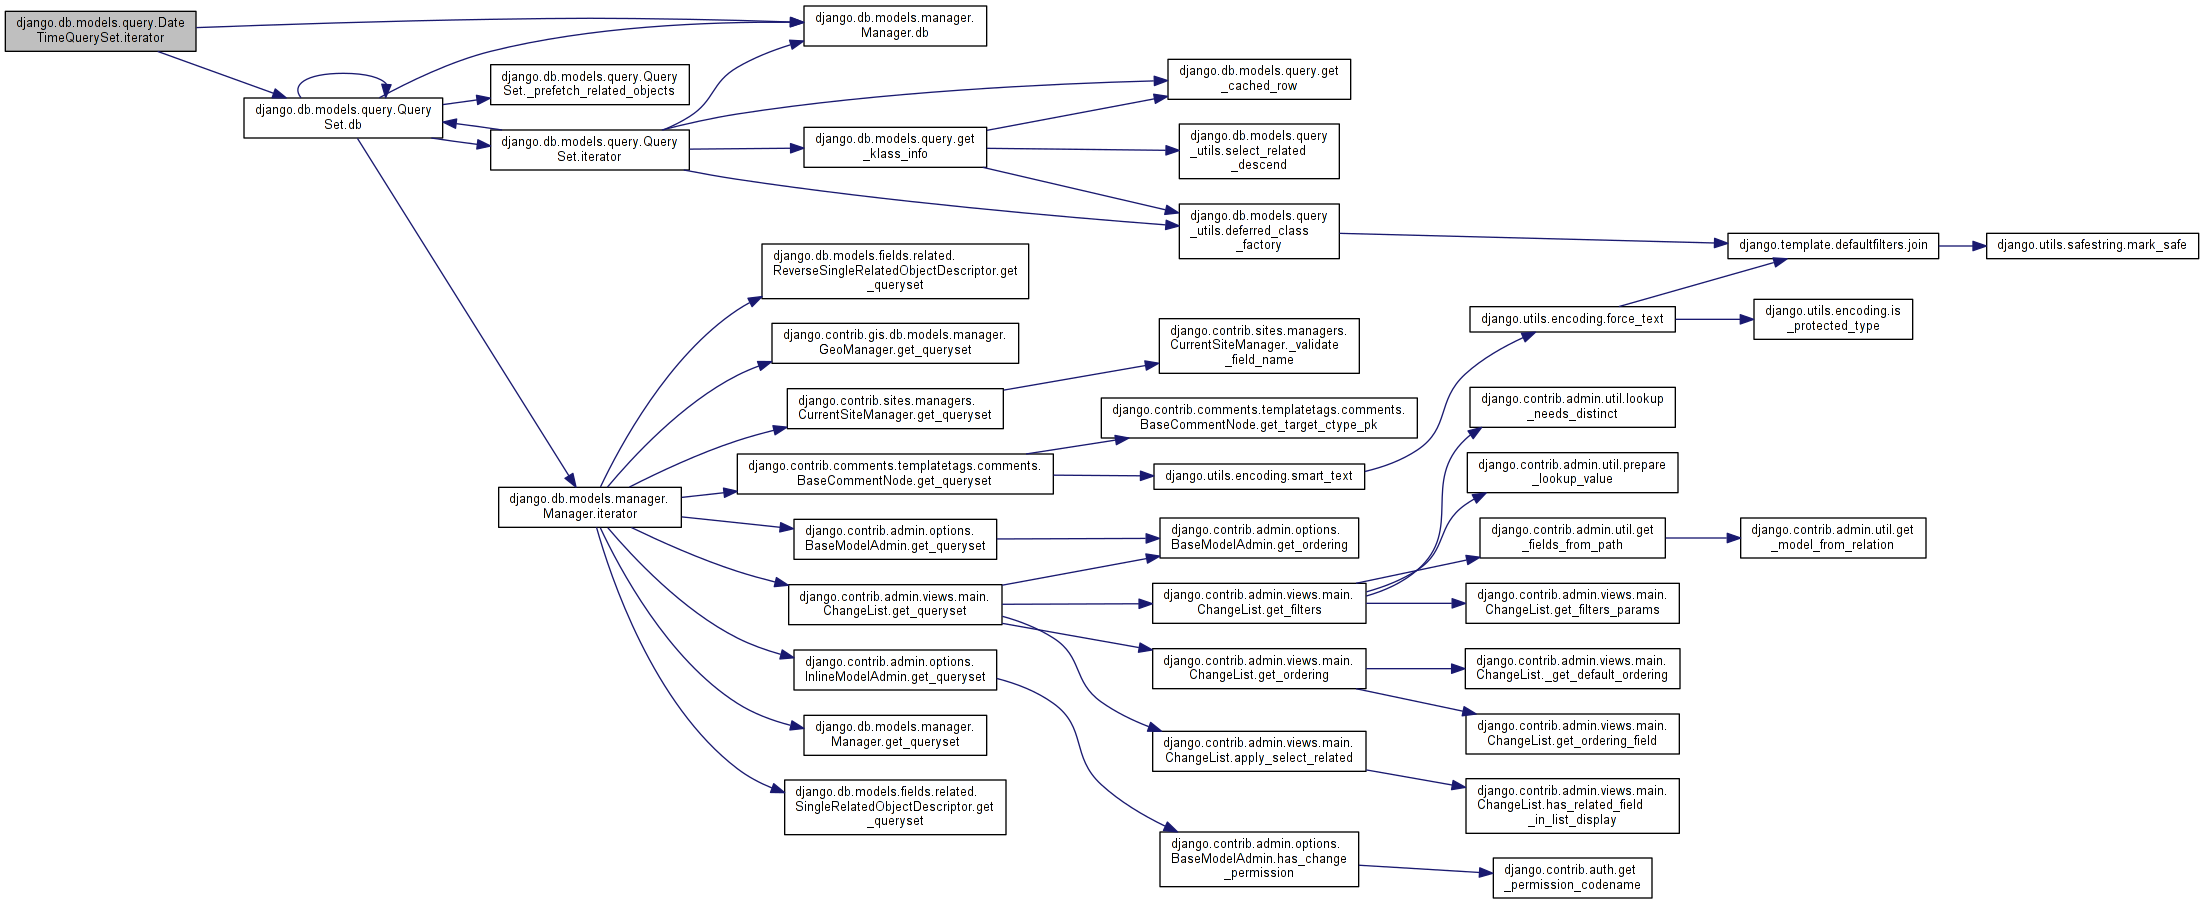 django.db.models.query.Date
TimeQuerySet.iterator
django.db.models.query.Query
Set.db
django.db.models.manager.
Manager.db
django.db.models.query.Query
Set._prefetch_related_objects
django.db.models.query.Query
Set.iterator
django.db.models.query.get
_klass_info
django.db.models.query.get
_cached_row
django.db.models.query
_utils.select_related
_descend
django.db.models.query
_utils.deferred_class
_factory
django.template.defaultfilters.join
django.utils.safestring.mark_safe
django.db.models.manager.
Manager.iterator
django.db.models.fields.related.
ReverseSingleRelatedObjectDescriptor.get
_queryset
django.contrib.gis.db.models.manager.
GeoManager.get_queryset
django.contrib.sites.managers.
CurrentSiteManager.get_queryset
django.contrib.sites.managers.
CurrentSiteManager._validate
_field_name
django.contrib.comments.templatetags.comments.
BaseCommentNode.get_queryset
django.contrib.comments.templatetags.comments.
BaseCommentNode.get_target_ctype_pk
django.utils.encoding.smart_text
django.utils.encoding.force_text
django.utils.encoding.is
_protected_type
django.contrib.admin.options.
BaseModelAdmin.get_queryset
django.contrib.admin.options.
BaseModelAdmin.get_ordering
django.contrib.admin.views.main.
ChangeList.get_queryset
django.contrib.admin.views.main.
ChangeList.get_filters
django.contrib.admin.util.lookup
_needs_distinct
django.contrib.admin.util.prepare
_lookup_value
django.contrib.admin.util.get
_fields_from_path
django.contrib.admin.util.get
_model_from_relation
django.contrib.admin.views.main.
ChangeList.get_filters_params
django.contrib.admin.views.main.
ChangeList.get_ordering
django.contrib.admin.views.main.
ChangeList._get_default_ordering
django.contrib.admin.views.main.
ChangeList.get_ordering_field
django.contrib.admin.views.main.
ChangeList.apply_select_related
django.contrib.admin.views.main.
ChangeList.has_related_field
_in_list_display
django.contrib.admin.options.
InlineModelAdmin.get_queryset
django.contrib.admin.options.
BaseModelAdmin.has_change
_permission
django.contrib.auth.get
_permission_codename
django.db.models.manager.
Manager.get_queryset
django.db.models.fields.related.
SingleRelatedObjectDescriptor.get
_queryset